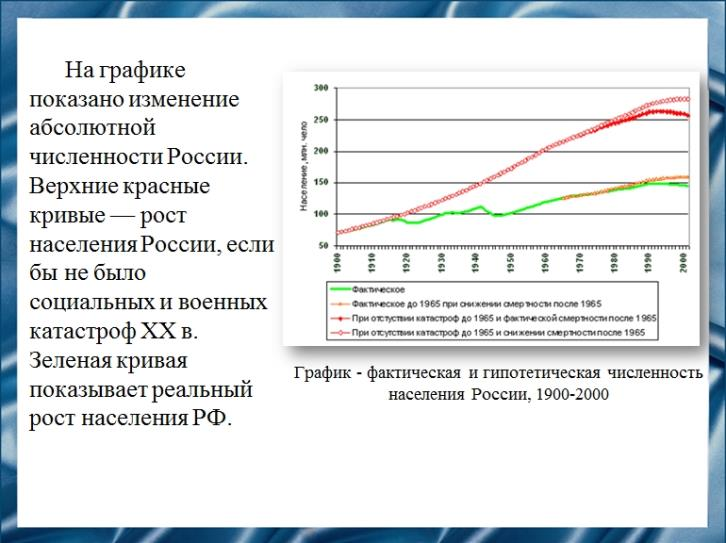 На графике
показано изменение
абсолютной
численности России.
Верхние красные
кривые — рост
населения России, если
бы не было
социальных и военных
катастроф XX в.
Зеленая кривая
показывает реальный
рост населения РФ.
Население, млн. чело
300
250
200
150
100
50
1900 1910 1920 1930 1940 1950 1960 1970 1980 1990 2000
Фактическое
Фактическое до 1965 при снижении смертности после 1965
При отсутствии катастроф до 1965 и фактической смертности после 1965
При отсутствии катастроф до 1965 и снижении смертности после 1965
График - фактическая и гипотетическая численность
населения России, 1900-2000